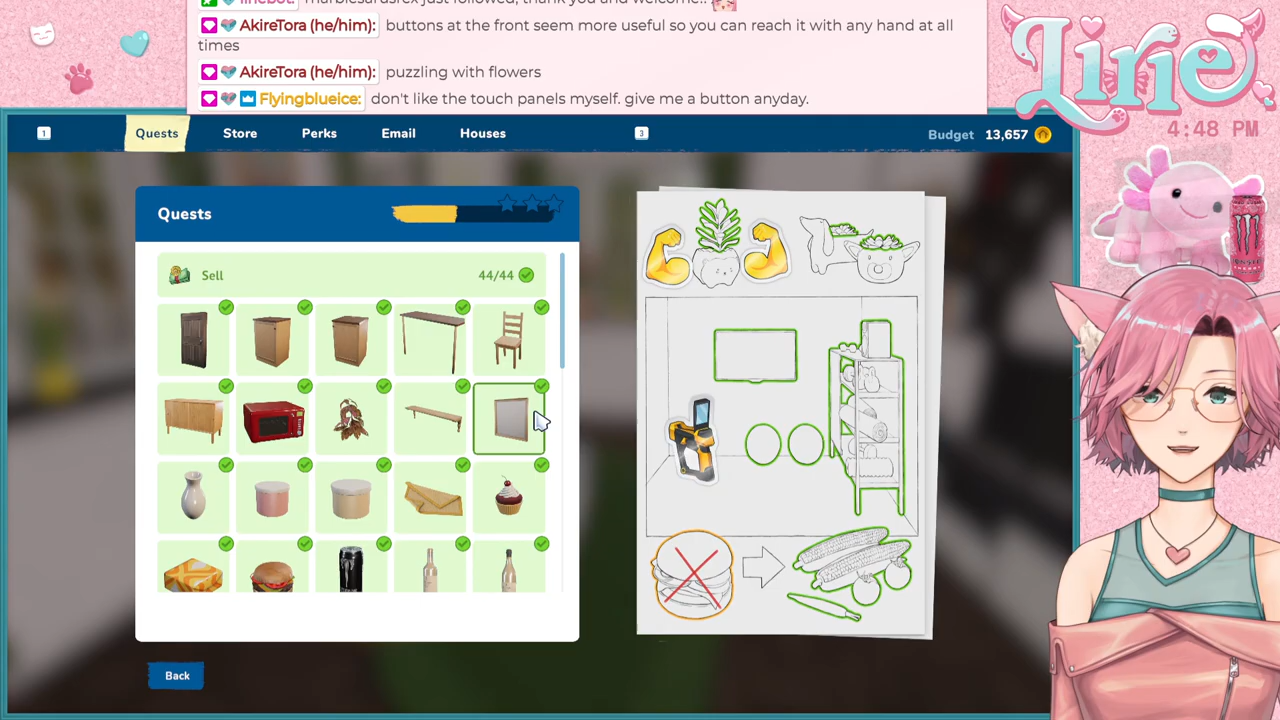 AkireTora (he/him): buttons at the front seem more useful so you can reach it with any hand at all
times
AkireTora (he/him): puzzling with flowers
Flyingblueice: don't like the touch panels myself. give me a button anyday.
Lirie
4:48 PM
1 Quests Store Perks Email Houses 3 Budget 13,657
Quests
Sell 44/44
Back